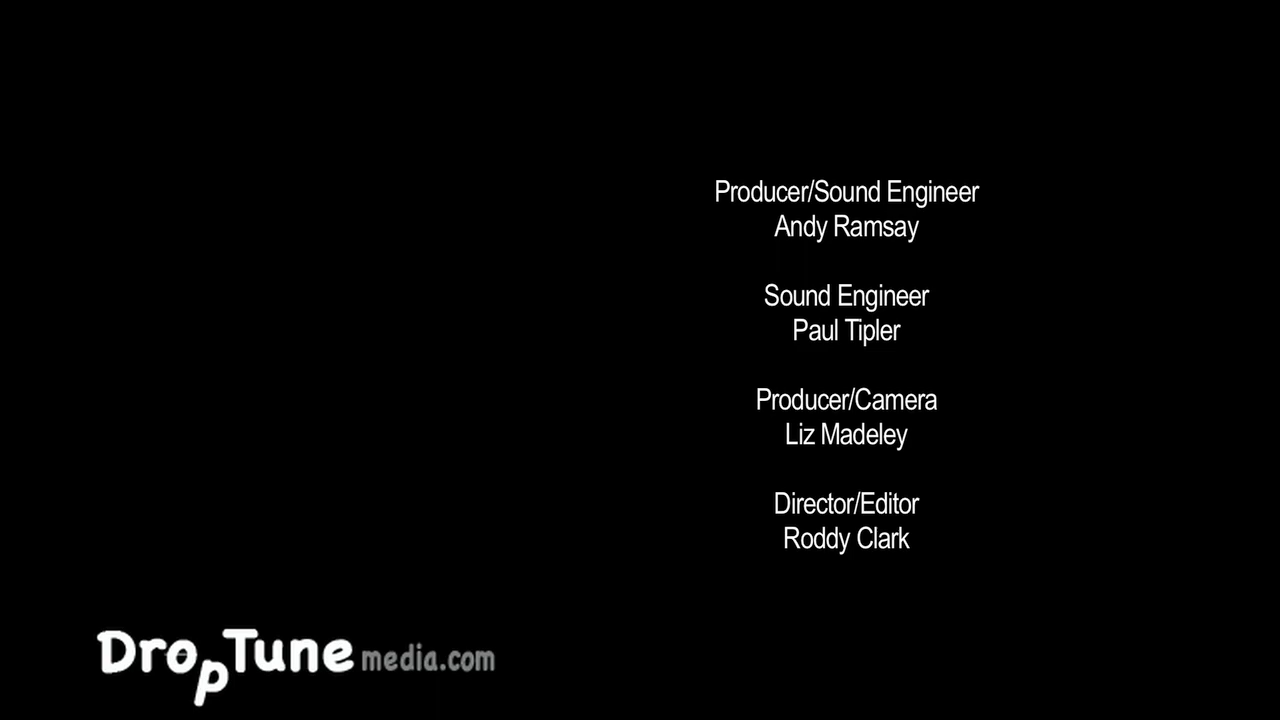 Producer/Sound Engineer
Andy Ramsay
Sound Engineer
Paul Tipler
Producer/Camera
Liz Madeley
Director/Editor
Roddy Clark
DropTune media.com